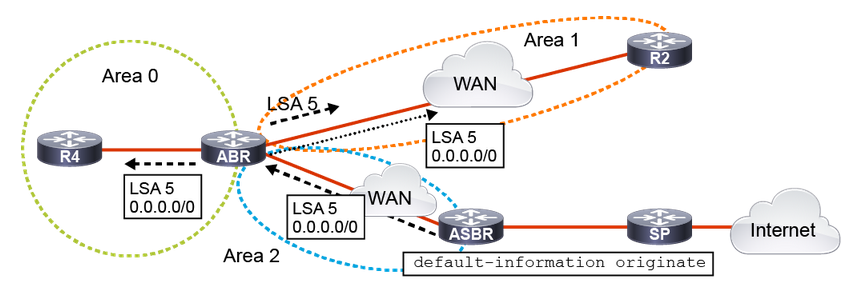 Area 0
Area 1
R2
WAN
LSA 5
LSA 5
0.0.0.0/0
R4
ABR
LSA 5
0.0.0.0/0
LSA 5
0.0.0.0/0
WAN
ASBR
SP
Internet
Area 2
default-information originate